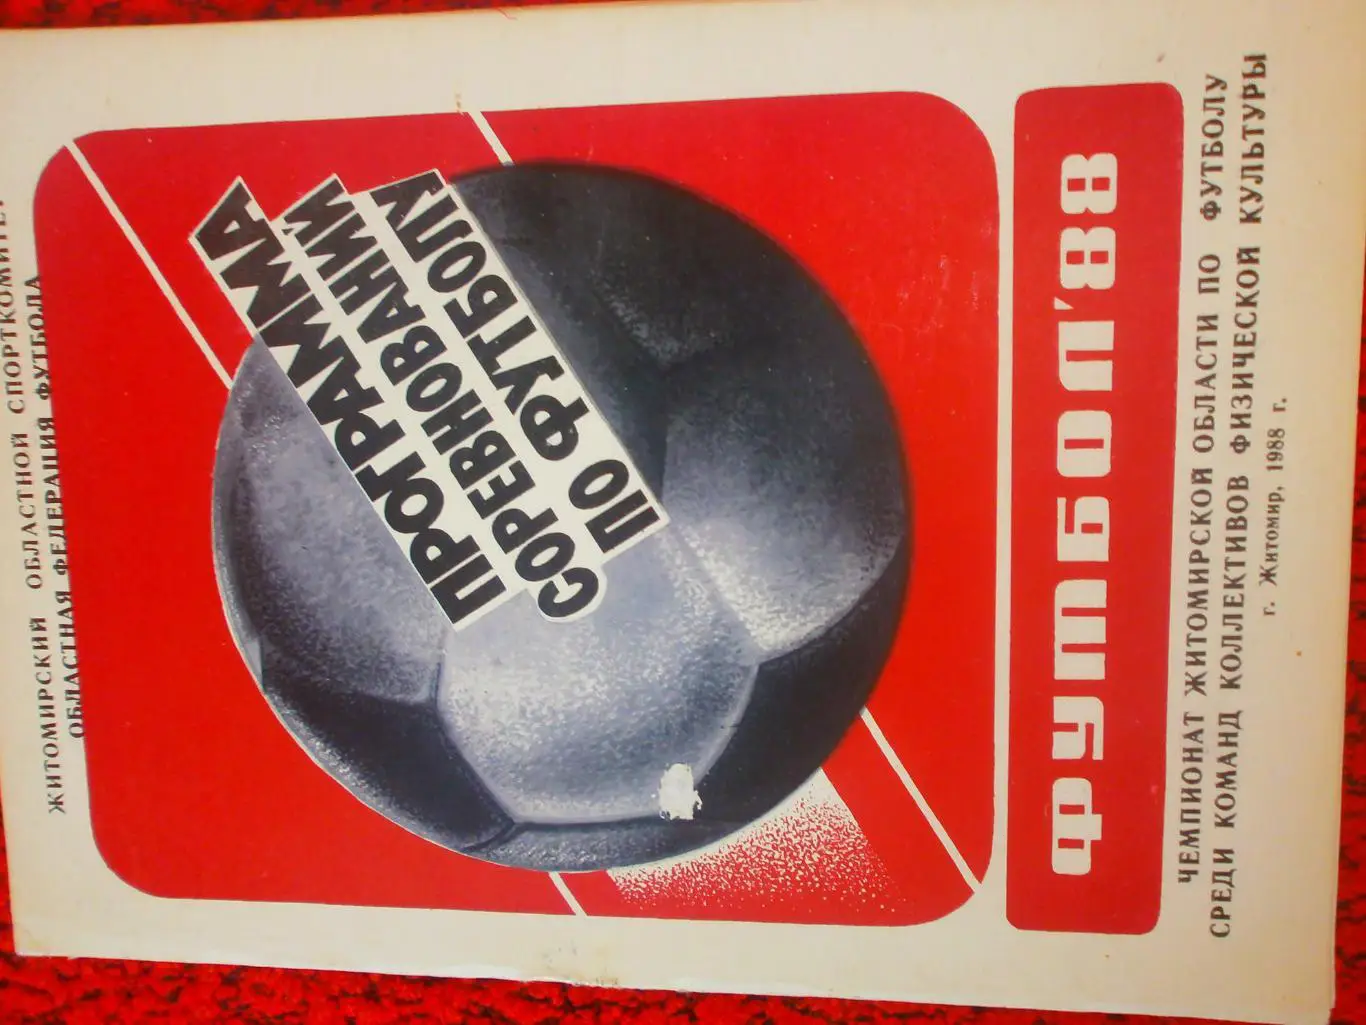 ЖИТОМИРСКИЙ ОБЛАСТНОЙ СПОРТКОМИТЕТ
ОБЛАСТНАЯ ФЕДЕРАЦИЯ ФУТБОЛА
ПРОГРАММА
СОРЕВНОВАНИЙ
ПО ФУТБОЛУ
ФУТБОЛ'88
ЧЕМПИОНАТ ЖИТОМИРСКОЙ ОБЛАСТИ ПО ФУТБОЛУ
СРЕДИ КОМАНД КОЛЛЕКТИВОВ ФИЗИЧЕСКОЙ КУЛЬТУРЫ
г. Житомир, 1988 г.